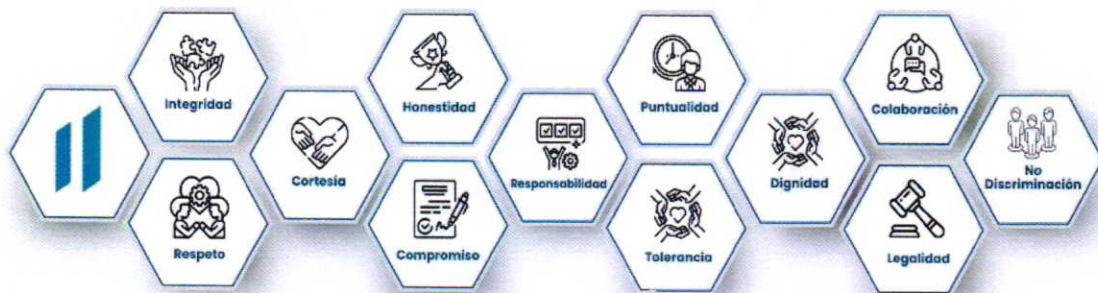 Integridad
Respeto
Cortesía
Honestidad
Compromiso
Responsabilidad
Puntualidad
Tolerancia
Dignidad
Colaboración
Legalidad
No
Discriminación